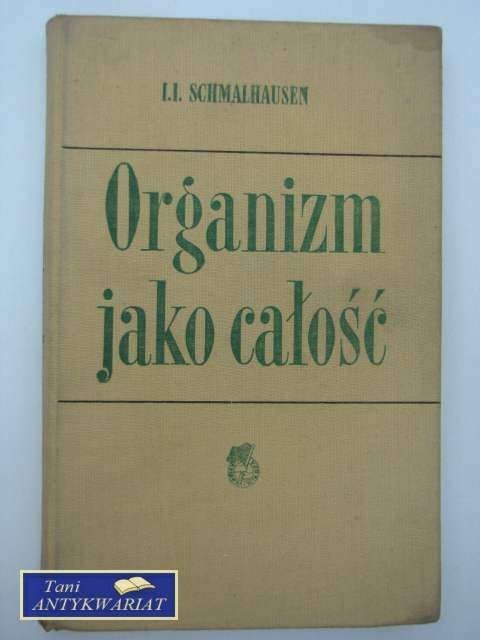 I.I. SCHMALHAUSEN
Organizm
jako całość
Tani
ANTYKWARIAT